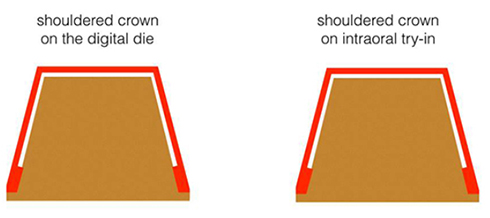 shouldered crown
on the digital die
shouldered crown
on intraoral try-in